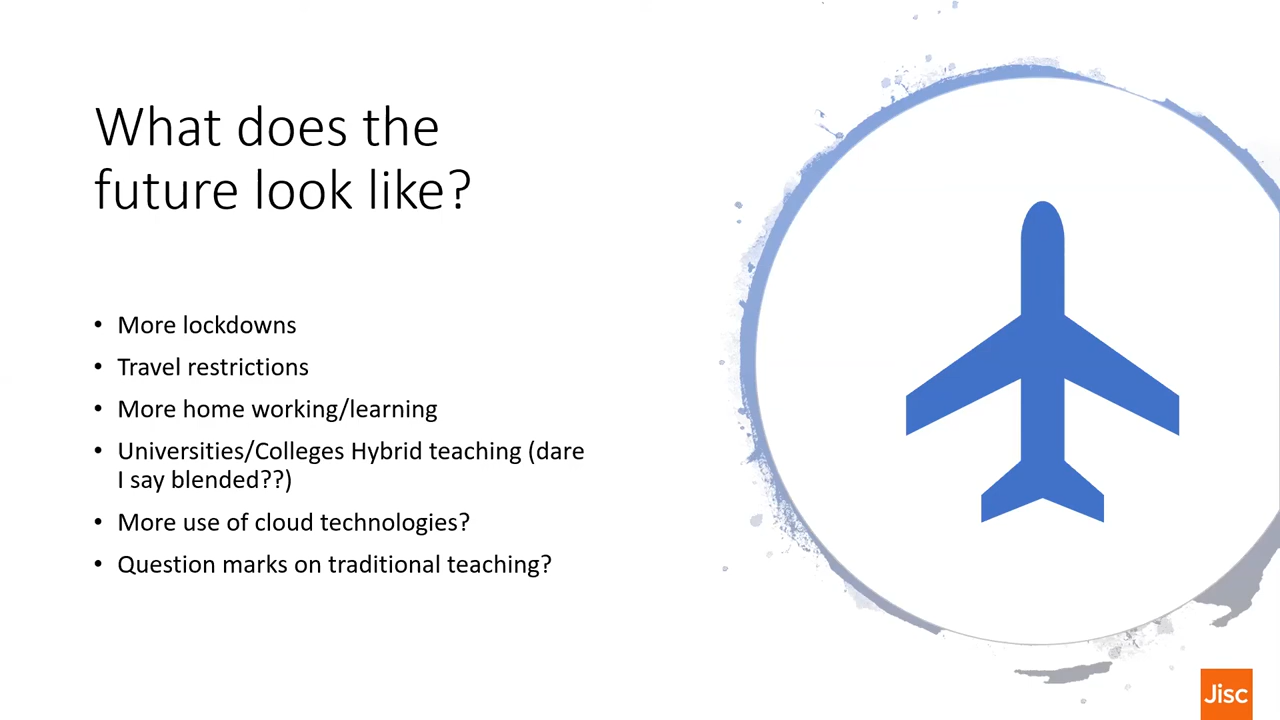 What does the
future look like?
• More lockdowns
• Travel restrictions
• More home working/learning
• Universities/Colleges Hybrid teaching (dare
I say blended??)
• More use of cloud technologies?
• Question marks on traditional teaching?
Jisc